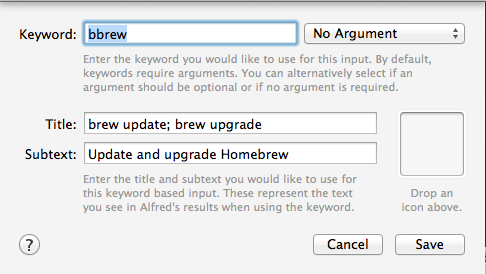 Keyword: bbrew No Argument
Enter the keyword you would like to use for this input. By default,
keywords require arguments. You can alternatively select if an
argument should be optional or if no argument is required.
Title: brew update; brew upgrade
Subtext: Update and upgrade Homebrew
Enter the title and subtext you would like to use for
this keyword based input. These represent the text
you see in Alfred's results when using the keyword.
Drop an
icon above.
? Cancel Save